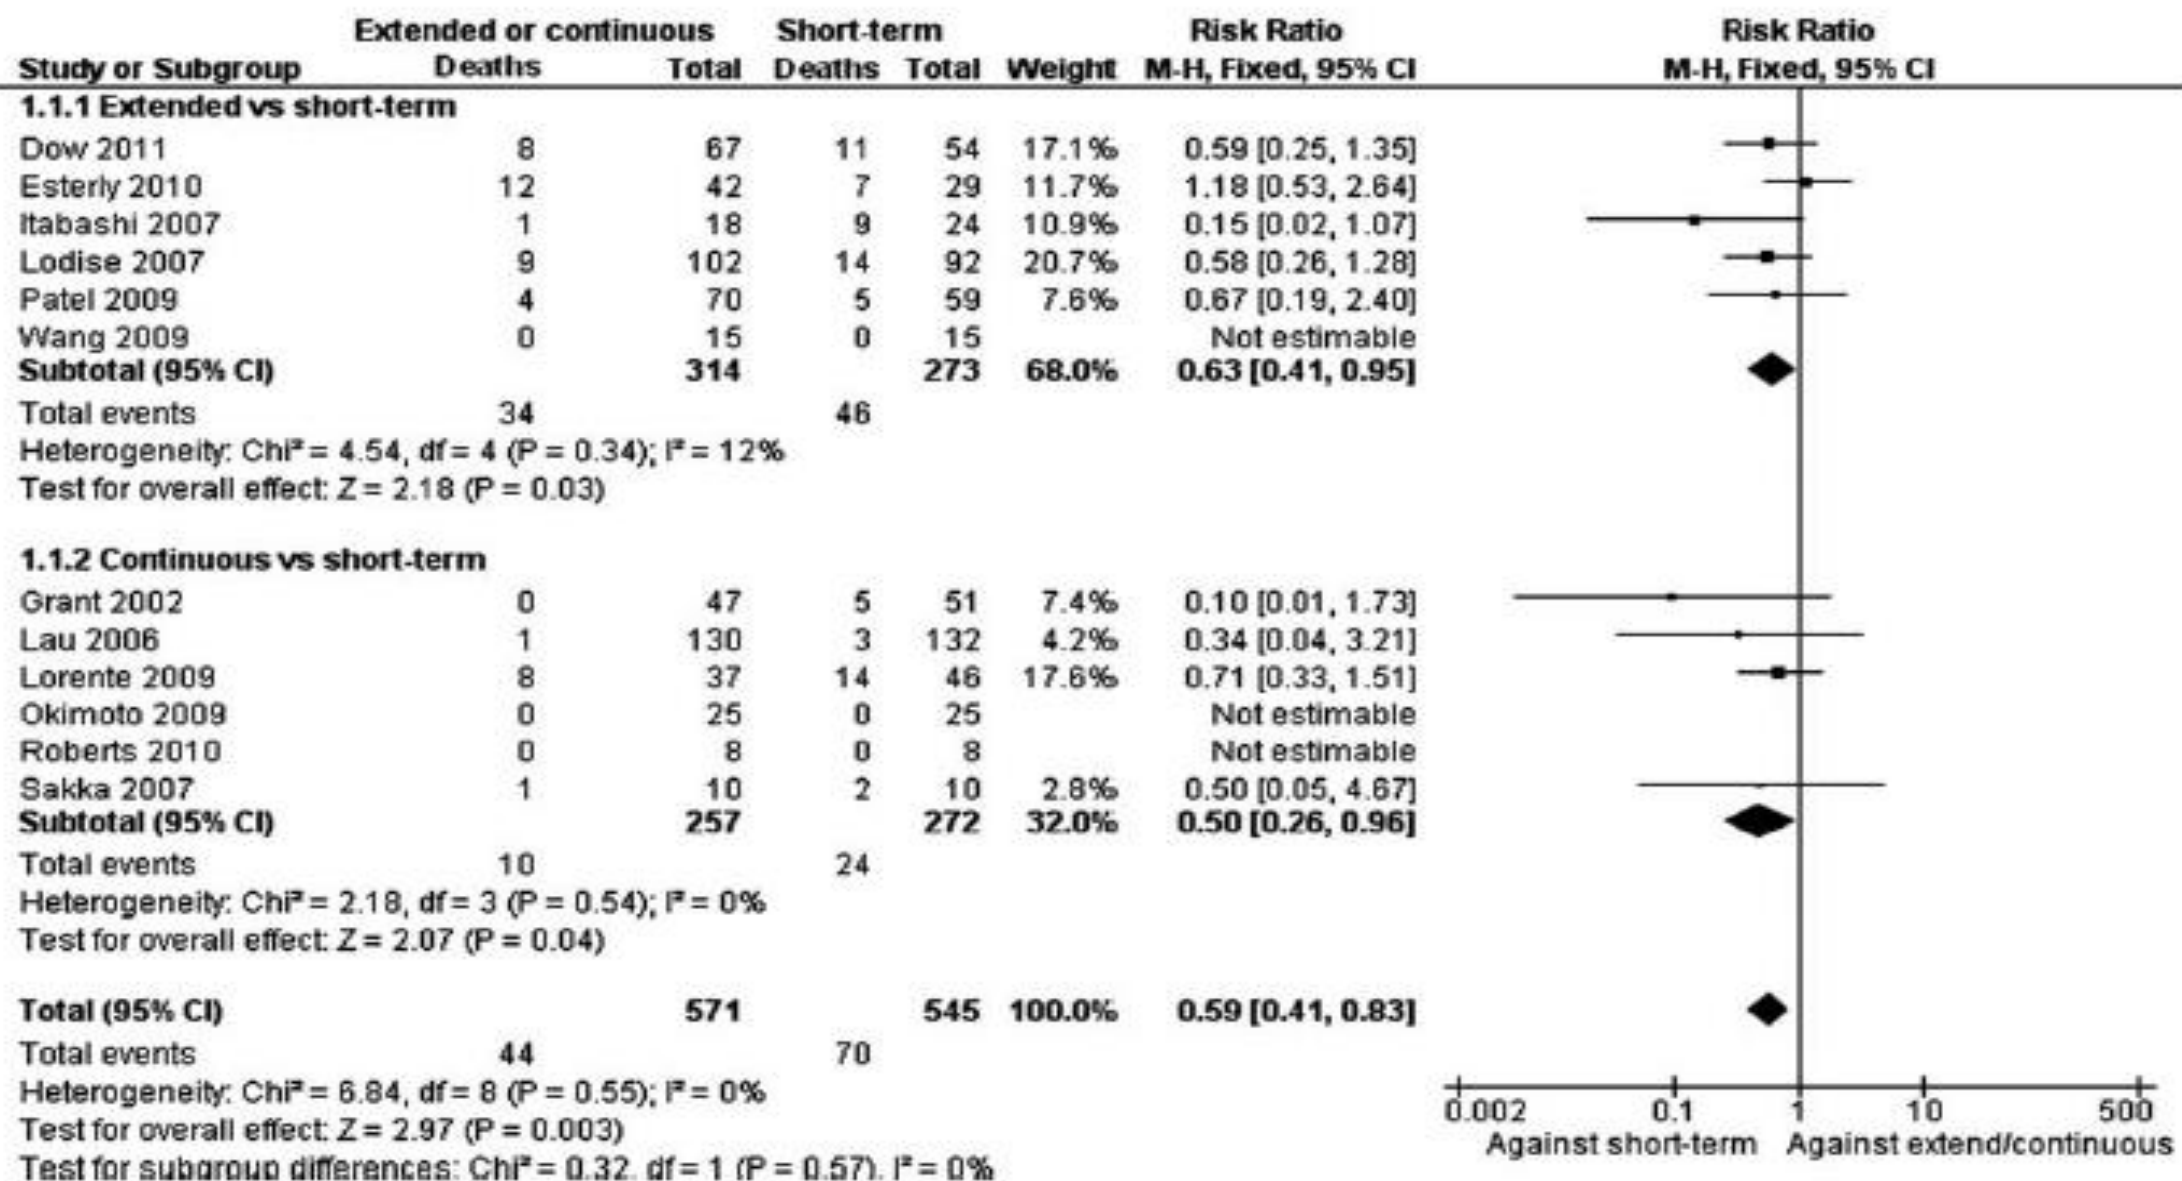 Extended or continuous Short-term Risk Ratio Risk Ratio
Study or Subgroup Deaths Total Deaths Total Weight M-H, Fixed, 95% CI M-H, Fixed, 95% CI
1.1.1 Extended vs short-term
Dow 2011 8 67 11 54 17.1% 0.59 [0.25, 1.35]
Esterly 2010 12 42 7 29 11.7% 1.18 [0.53, 2.64]
Itabashi 2007 1 18 9 24 10.9% 0.15 [0.02, 1.07]
Lodise 2007 9 102 14 92 20.7% 0.58 [0.26, 1.28]
Patel 2009 4 70 5 59 7.6% 0.67 [0.19, 2.40]
Wang 2009 0 15 0 15 Not estimable
Subtotal (95% CI) 314 273 68.0% 0.63 [0.41, 0.95]
Total events 34 46
Heterogeneity: Chi² = 4.54, df = 4 (P = 0.34); I² = 12%
Test for overall effect: Z = 2.18 (P = 0.03)
1.1.2 Continuous vs short-term
Grant 2002 0 47 5 51 7.4% 0.10 [0.01, 1.73]
Lau 2006 1 130 3 132 4.2% 0.34 [0.04, 3.21]
Lorente 2009 8 37 14 46 17.6% 0.71 [0.33, 1.51]
Okimoto 2009 0 25 0 25 Not estimable
Roberts 2010 0 8 0 8 Not estimable
Sakka 2007 1 10 2 10 2.8% 0.50 [0.05, 4.67]
Subtotal (95% CI) 257 272 32.0% 0.50 [0.26, 0.96]
Total events 10 24
Heterogeneity: Chi² = 2.18, df = 3 (P = 0.54); I² = 0%
Test for overall effect: Z = 2.07 (P = 0.04)
Total (95% CI) 571 545 100.0% 0.59 [0.41, 0.83]
Total events 44 70
Heterogeneity: Chi² = 6.84, df = 8 (P = 0.55); I² = 0%
Test for overall effect: Z = 2.97 (P = 0.003)
Test for subgroup differences: Chi² = 0.32, df = 1 (P = 0.57), I² = 0%
0.002 0.1 1 10 500
Against short-term Against extend/continuous